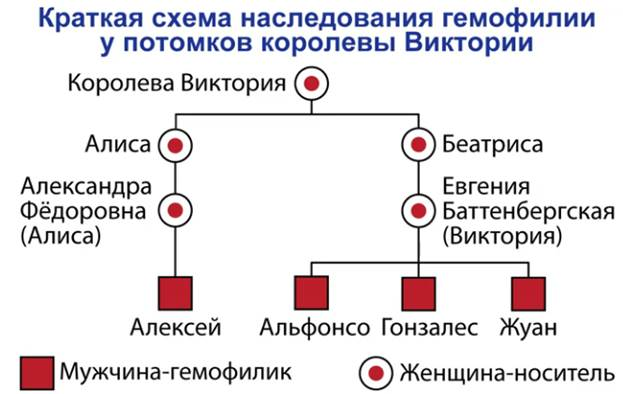 Краткая схема наследования гемофилии
у потомков королевы Виктории
Королева Виктория
Алиса
Беатриса
Александра
Фёдоровна
(Алиса)
Евгения
Баттенбергская
(Виктория)
Алексей
Альфонсо
Гонзалес
Жуан
Мужчина-гемофилик
Женщина-носитель